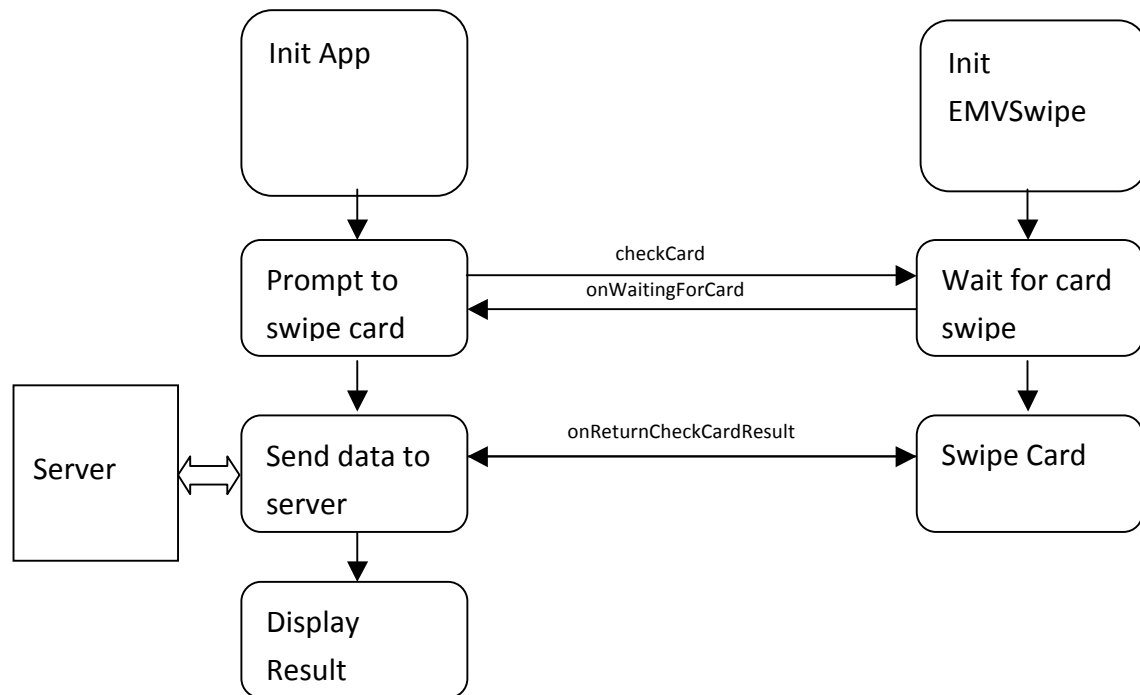 Init App
Init
EMVSwipe
Prompt to
swipe card
checkCard
onWaitingForCard
Wait for card
swipe
Server
Send data to
server
onReturnCheckCardResult
Swipe Card
Display
Result